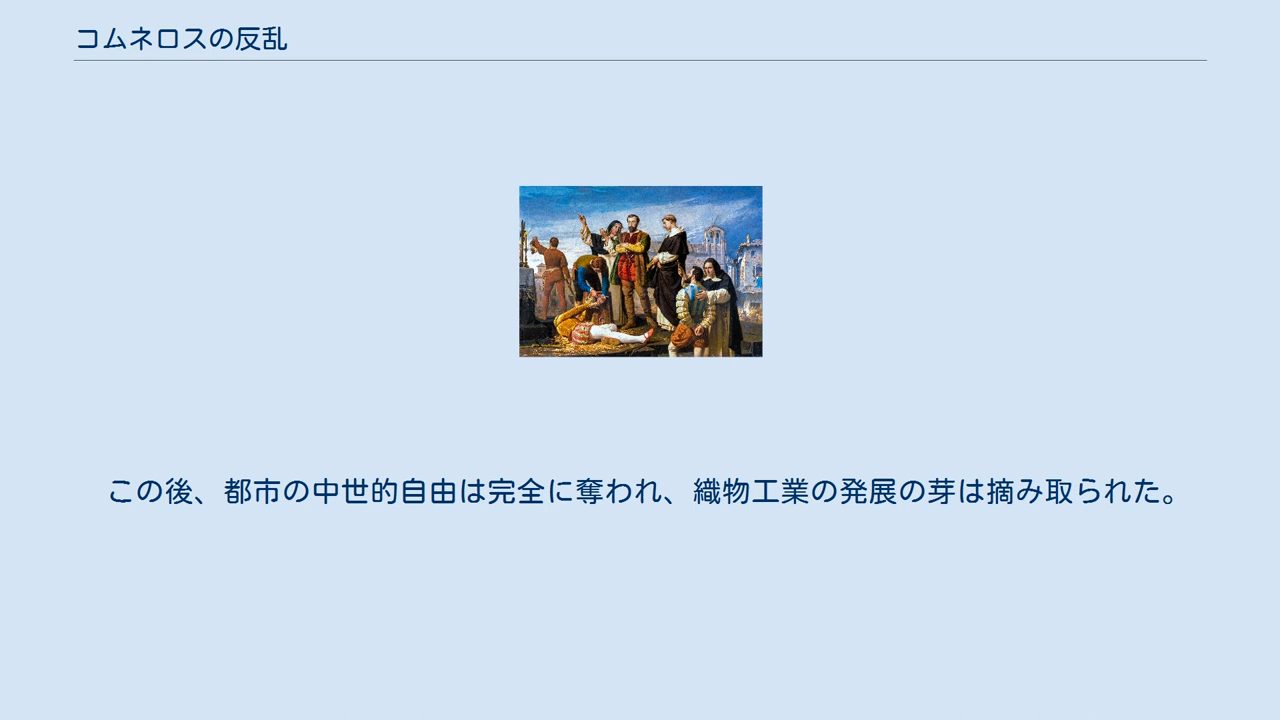 コムネロスの反乱
この後、都市の中世的自由は完全に奪われ、織物工業の発展の芽は摘み取られた。